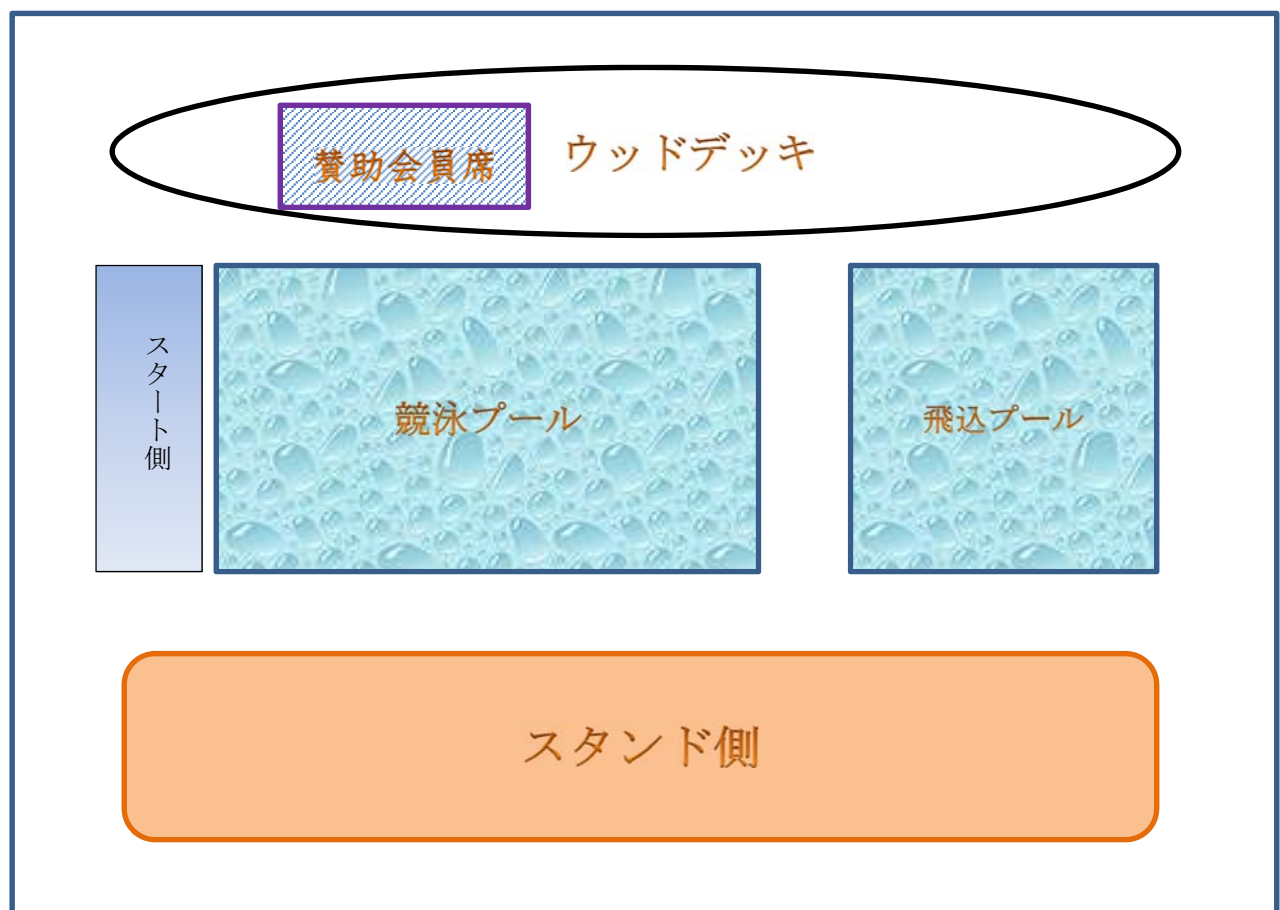 賛助会員席
ウッドデッキ
スタート側
競泳プール
飛込プール
スタンド側